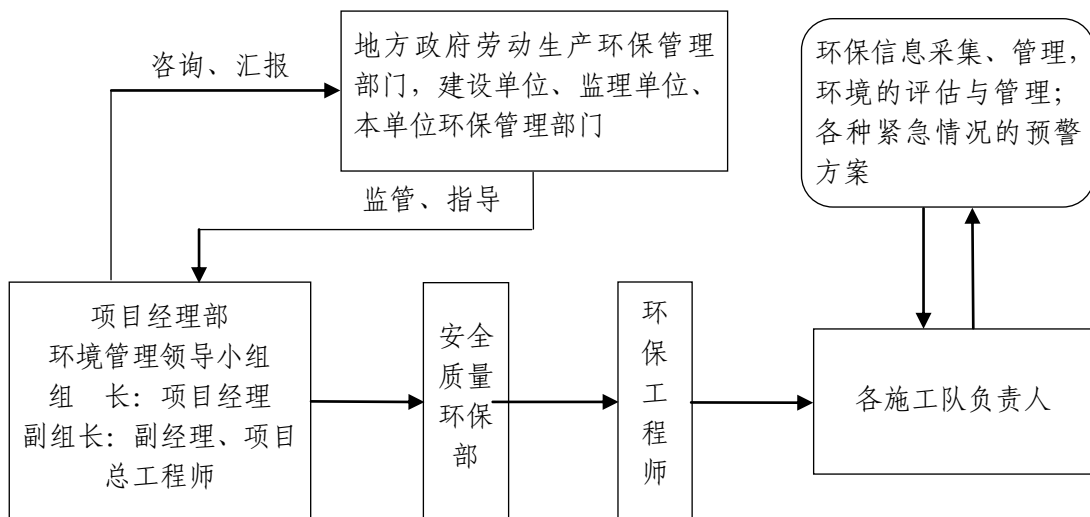 咨询、汇报
地方政府劳动生产环保管理
部门，建设单位、监理单位、
本单位环保管理部门
环保信息采集、管理，
环境的评估与管理；
各种紧急情况的预警
方案
监管、指导
项目经理部
环境管理领导小组
组　长：项目经理
副组长：副经理、项目
总工程师
安全
质量
环保
部
环
保
工
程
师
各施工队负责人